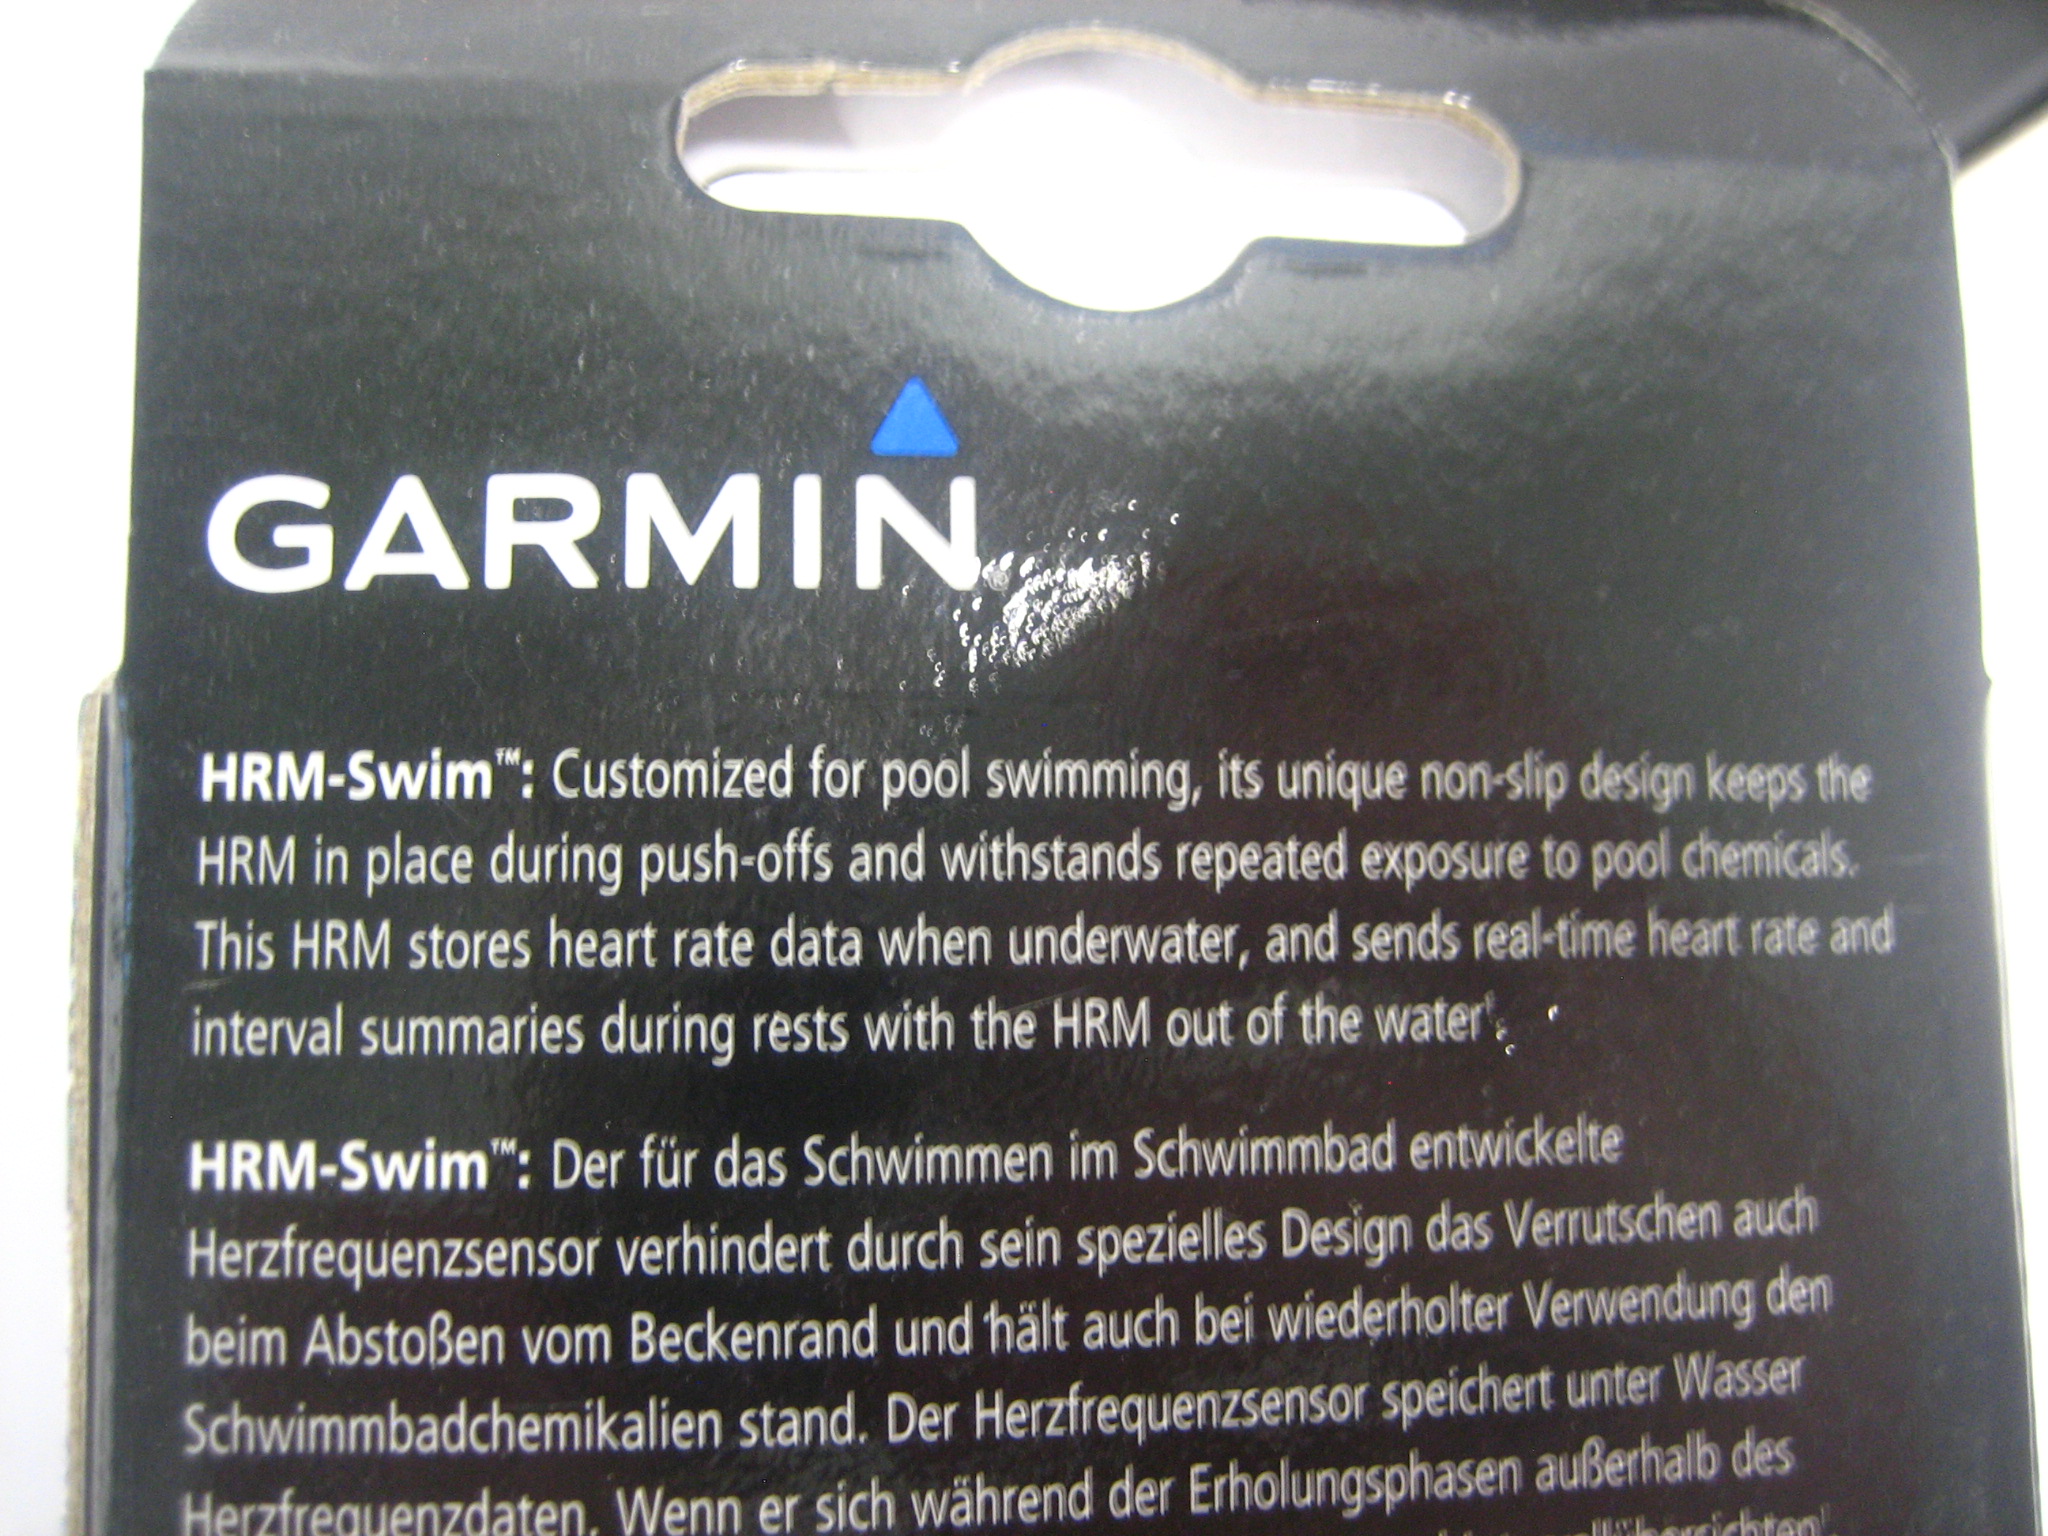 GARMIN
HRM-Swim™: Customized for pool swimming, its unique non-slip design keeps the
HRM in place during push-offs and withstands repeated exposure to pool chemicals.
This HRM stores heart rate data when underwater, and sends real-time heart rate and
interval summaries during rests with the HRM out of the water
HRM-Swim™: Der für das Schwimmen im Schwimmbad entwickelte
Herzfrequenzsensor verhindert durch sein spezielles Design das Verrutschen auch
beim Abstoßen vom Beckenrand und hält auch bei wiederholter Verwendung den
Schwimmbadchemikalien stand. Der Herzfrequenzsensor speichert unter Wasser
Herzfrequenzdaten. Wenn er sich während der Erholungsphasen außerhalb des